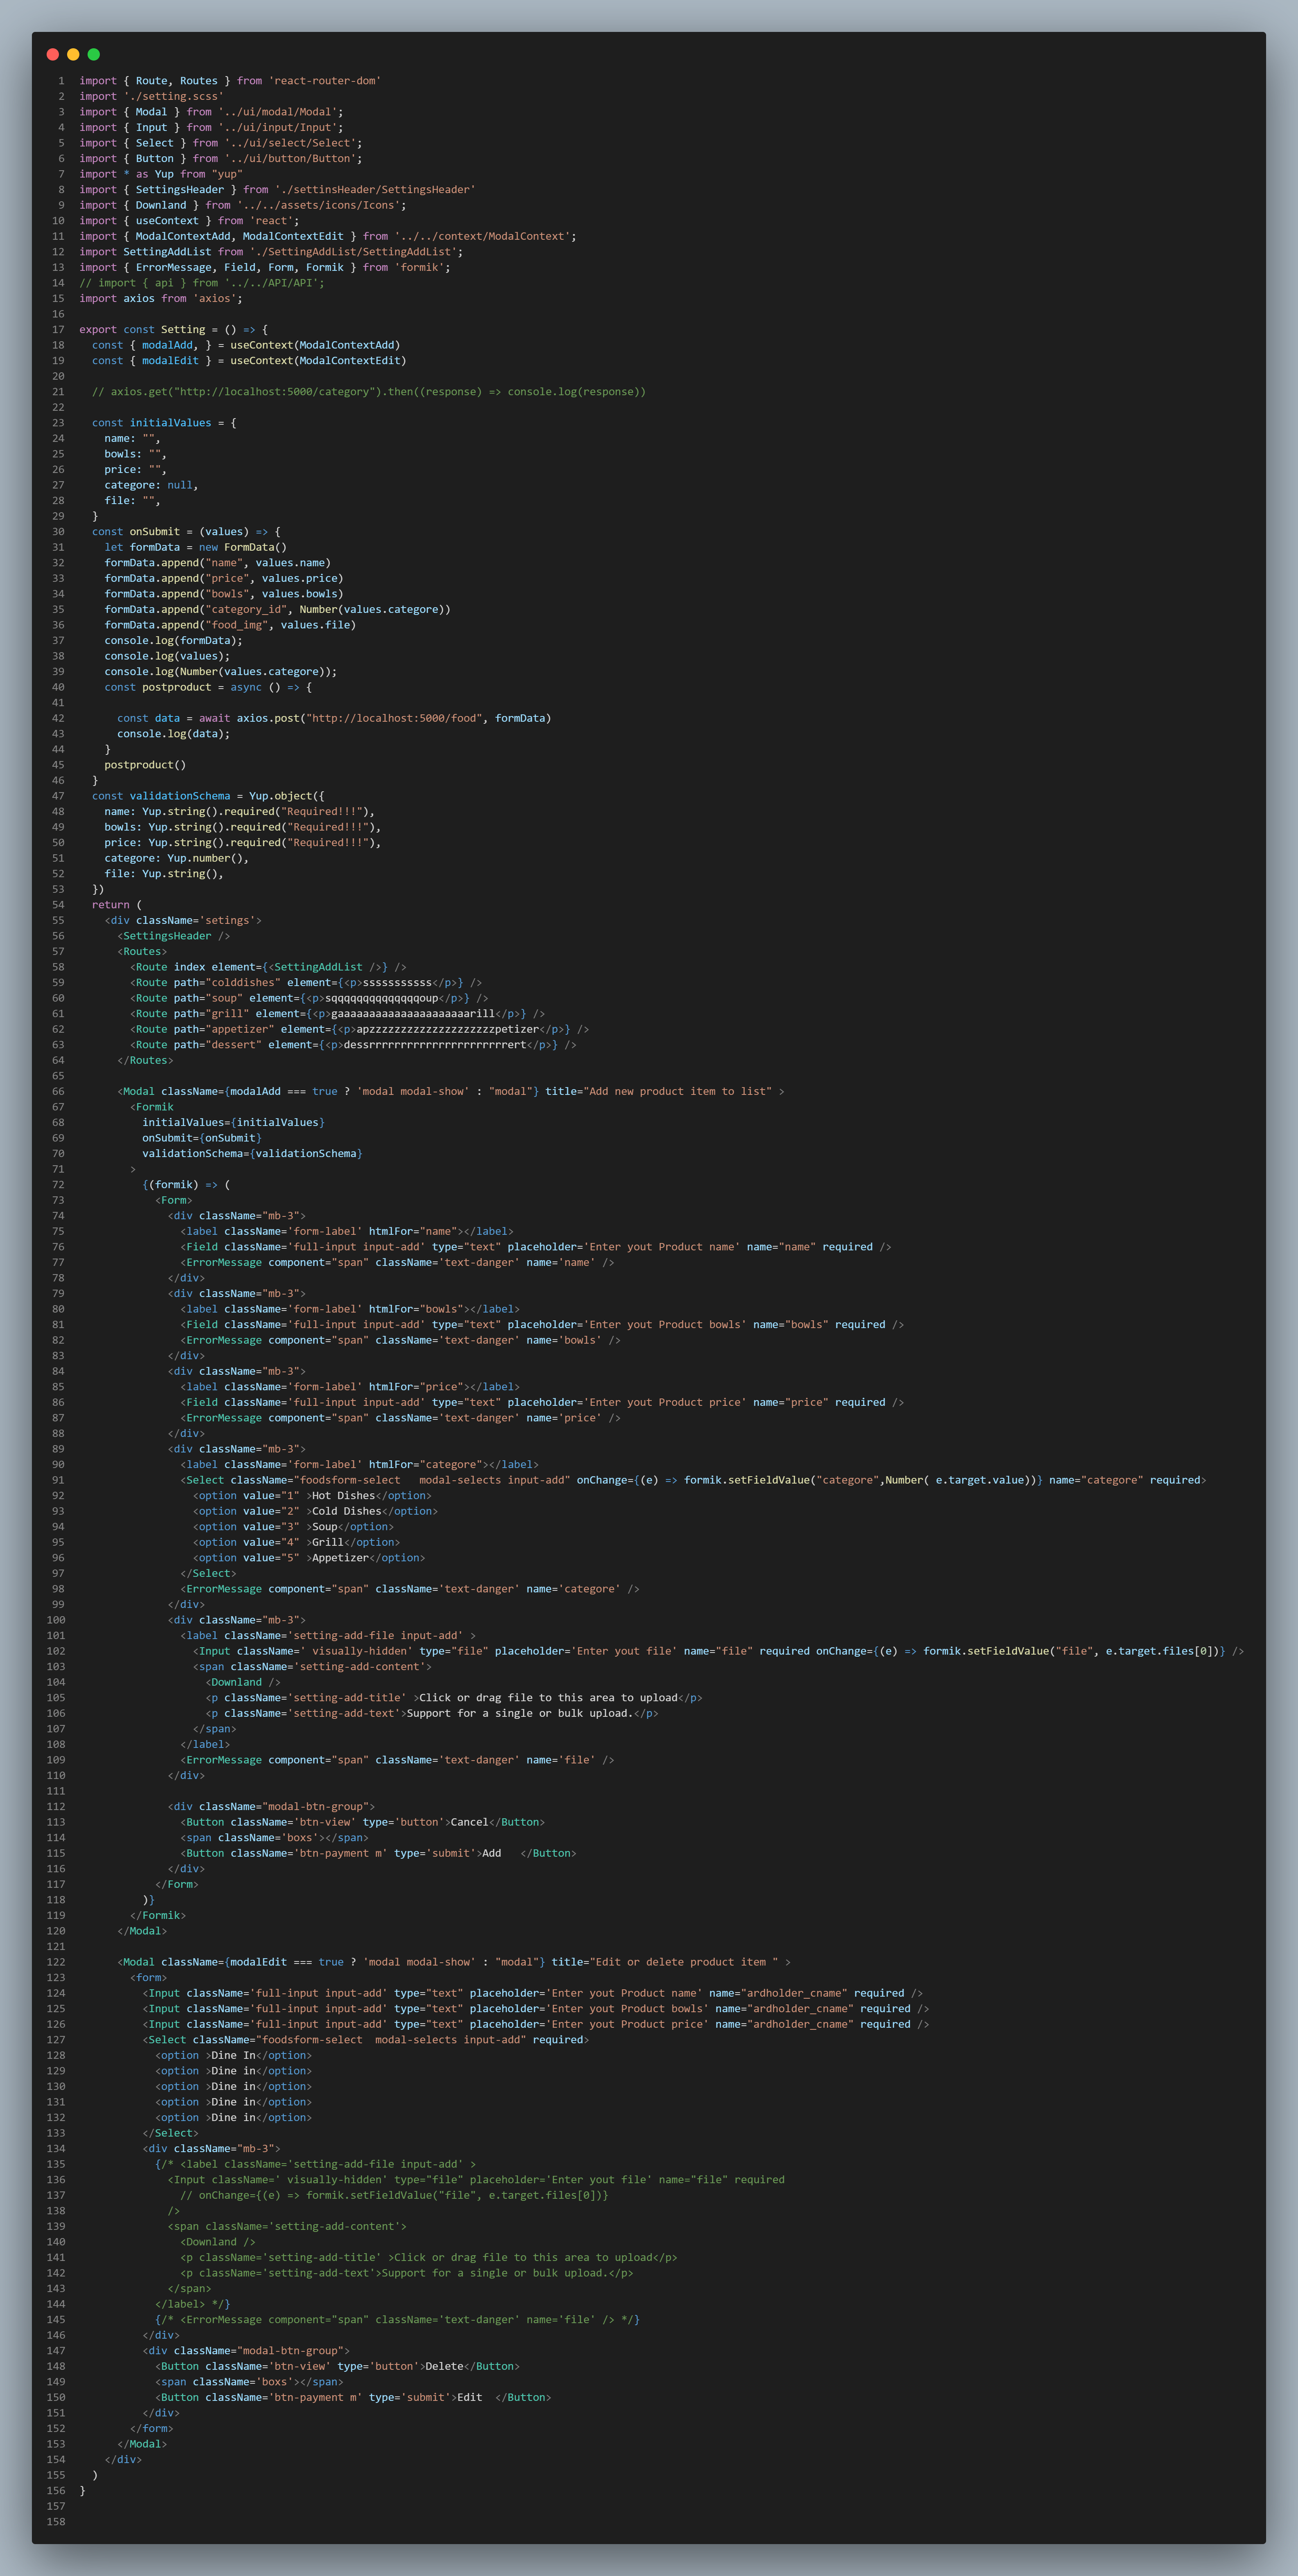 1 import { Route, Routes } from 'react-router-dom'
2 import './setting.scss'
3 import { Modal } from '../ui/modal/Modal';
4 import { Input } from '../ui/input/Input';
5 import { Select } from '../ui/select/Select';
6 import { Button } from '../ui/button/Button';
7 import * as Yup from "yup"
8 import { SettingsHeader } from './settinsHeader/SettingsHeader'
9 import { Downland } from '../../assets/icons/Icons';
10 import { useContext } from 'react';
11 import { ModalContextAdd, ModalContextEdit } from '../../context/ModalContext';
12 import SettingAddList from './SettingAddList/SettingAddList';
13 import { ErrorMessage, Field, Form, Formik } from 'formik';
14 // import { api } from '../../API/API';
15 import axios from 'axios';
16
17 export const Setting = () => {
18   const { modalAdd, } = useContext(ModalContextAdd)
19   const { modalEdit } = useContext(ModalContextEdit)
20
21   // axios.get("http://localhost:5000/category").then((response) => console.log(response))
22
23   const initialValues = {
24     name: "",
25     bowls: "",
26     price: "",
27     categore: null,
28     file: "",
29   }
30   const onSubmit = (values) => {
31     let formData = new FormData()
32     formData.append("name", values.name)
33     formData.append("price", values.price)
34     formData.append("bowls", values.bowls)
35     formData.append("category_id", Number(values.categore))
36     formData.append("food_img", values.file)
37     console.log(formData);
38     console.log(values);
39     console.log(Number(values.categore));
40     const postproduct = async () => {
41
42       const data = await axios.post("http://localhost:5000/food", formData)
43       console.log(data);
44     }
45     postproduct()
46   }
47   const validationSchema = Yup.object({
48     name: Yup.string().required("Required!!!"),
49     bowls: Yup.string().required("Required!!!"),
50     price: Yup.string().required("Required!!!"),
51     categore: Yup.number(),
52     file: Yup.string(),
53   })
54   return (
55     <div className='setings'>
56       <SettingsHeader />
57       <Routes>
58         <Route index element={<SettingAddList />} />
59         <Route path="colddishes" element={<p>sssssssssss</p>} />
60         <Route path="soup" element={<p>sqqqqqqqqqqqqqqoup</p>} />
61         <Route path="grill" element={<p>gaaaaaaaaaaaaaaaaaaaaarill</p>} />
62         <Route path="appetizer" element={<p>apzzzzzzzzzzzzzzzzzzzzpetizer</p>} />
63         <Route path="dessert" element={<p>dessrrrrrrrrrrrrrrrrrrrrrrert</p>} />
64       </Routes>
65
66       <Modal className={modalAdd === true ? 'modal modal-show' : "modal"} title="Add new product item to list" >
67         <Formik
68           initialValues={initialValues}
69           onSubmit={onSubmit}
70           validationSchema={validationSchema}
71         >
72           {(formik) => (
73             <Form>
74               <div className="mb-3">
75                 <label className='form-label' htmlFor="name"></label>
76                 <Field className='full-input input-add' type="text" placeholder='Enter yout Product name' name="name" required />
77                 <ErrorMessage component="span" className='text-danger' name='name' />
78               </div>
79               <div className="mb-3">
80                 <label className='form-label' htmlFor="bowls"></label>
81                 <Field className='full-input input-add' type="text" placeholder='Enter yout Product bowls' name="bowls" required />
82                 <ErrorMessage component="span" className='text-danger' name='bowls' />
83               </div>
84               <div className="mb-3">
85                 <label className='form-label' htmlFor="price"></label>
86                 <Field className='full-input input-add' type="text" placeholder='Enter yout Product price' name="price" required />
87                 <ErrorMessage component="span" className='text-danger' name='price' />
88               </div>
89               <div className="mb-3">
90                 <label className='form-label' htmlFor="categore"></label>
91                 <Select className="foodsform-select   modal-selects input-add" onChange={(e) => formik.setFieldValue("categore",Number( e.target.value))} name="categore" required>
92                   <option value="1" >Hot Dishes</option>
93                   <option value="2" >Cold Dishes</option>
94                   <option value="3" >Soup</option>
95                   <option value="4" >Grill</option>
96                   <option value="5" >Appetizer</option>
97                 </Select>
98                 <ErrorMessage component="span" className='text-danger' name='categore' />
99               </div>
100               <div className="mb-3">
101                 <label className='setting-add-file input-add' >
102                   <Input className=' visually-hidden' type="file" placeholder='Enter yout file' name="file" required onChange={(e) => formik.setFieldValue("file", e.target.files[0])} />
103                   <span className='setting-add-content'>
104                     <Downland />
105                     <p className='setting-add-title' >Click or drag file to this area to upload</p>
106                     <p className='setting-add-text'>Support for a single or bulk upload.</p>
107                   </span>
108                 </label>
109                 <ErrorMessage component="span" className='text-danger' name='file' />
110               </div>
111
112               <div className="modal-btn-group">
113                 <Button className='btn-view' type='button'>Cancel</Button>
114                 <span className='boxs'></span>
115                 <Button className='btn-payment m' type='submit'>Add   </Button>
116               </div>
117             </Form>
118           )}
119         </Formik>
120       </Modal>
121
122       <Modal className={modalEdit === true ? 'modal modal-show' : "modal"} title="Edit or delete product item " >
123         <form>
124           <Input className='full-input input-add' type="text" placeholder='Enter yout Product name' name="ardholder_cname" required />
125           <Input className='full-input input-add' type="text" placeholder='Enter yout Product bowls' name="ardholder_cname" required />
126           <Input className='full-input input-add' type="text" placeholder='Enter yout Product price' name="ardholder_cname" required />
127           <Select className="foodsform-select  modal-selects input-add" required>
128             <option >Dine In</option>
129             <option >Dine in</option>
130             <option >Dine in</option>
131             <option >Dine in</option>
132             <option >Dine in</option>
133           </Select>
134           <div className="mb-3">
135             {/* <label className='setting-add-file input-add' >
136               <Input className=' visually-hidden' type="file" placeholder='Enter yout file' name="file" required
137                 // onChange={(e) => formik.setFieldValue("file", e.target.files[0])}
138               />
139               <span className='setting-add-content'>
140                 <Downland />
141                 <p className='setting-add-title' >Click or drag file to this area to upload</p>
142                 <p className='setting-add-text'>Support for a single or bulk upload.</p>
143               </span>
144             </label> */}
145             {/* <ErrorMessage component="span" className='text-danger' name='file' /> */}
146           </div>
147           <div className="modal-btn-group">
148             <Button className='btn-view' type='button'>Delete</Button>
149             <span className='boxs'></span>
150             <Button className='btn-payment m' type='submit'>Edit  </Button>
151           </div>
152         </form>
153       </Modal>
154     </div>
155   )
156 }
157
158